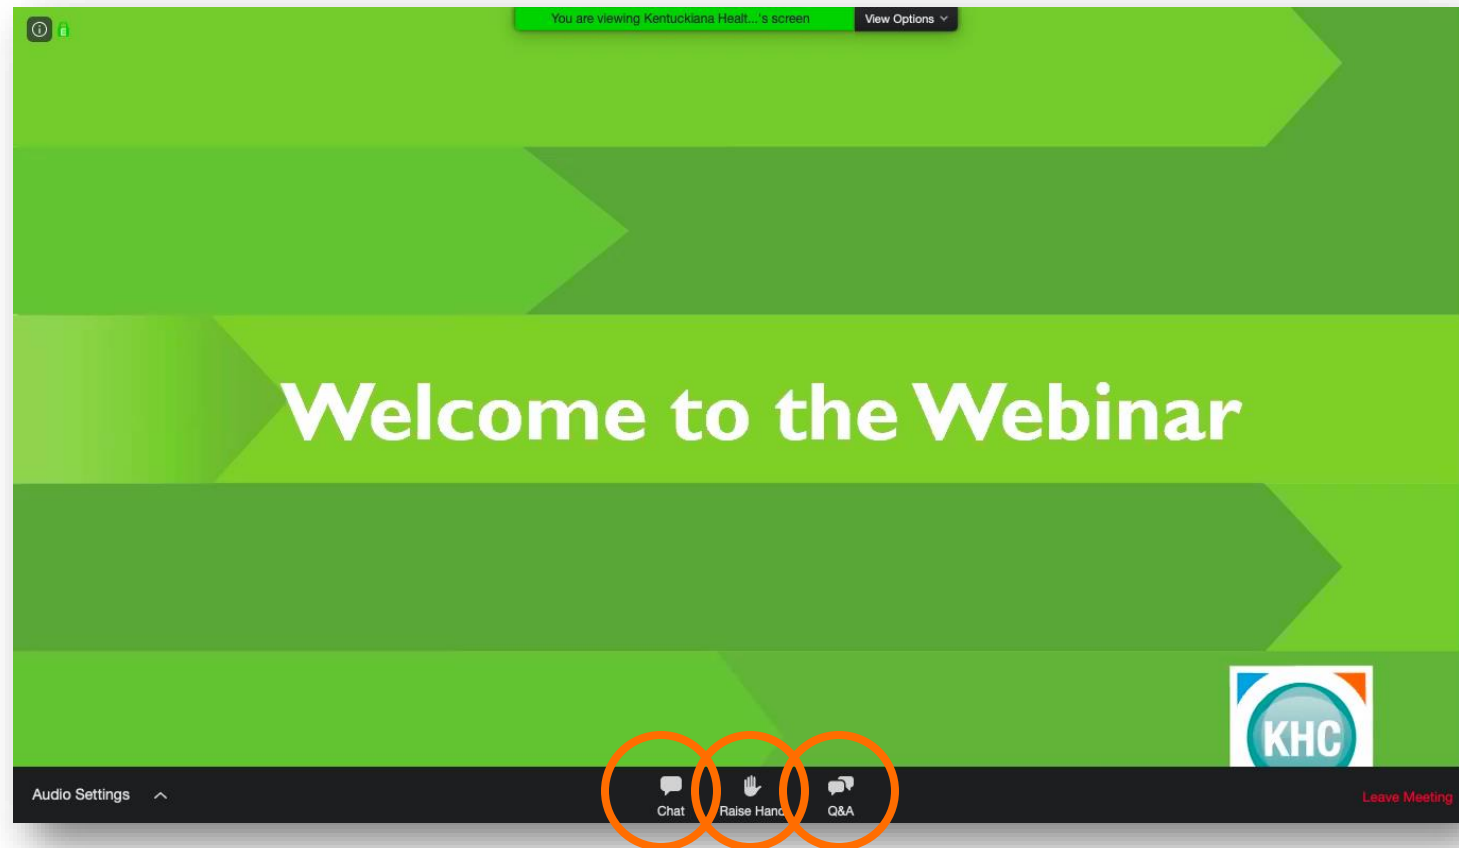 You are viewing Kentuckiana Healt...'s screen View Options
Welcome to the Webinar
KHC
Audio Settings Chat Raise Hand Q&A Leave Meeting